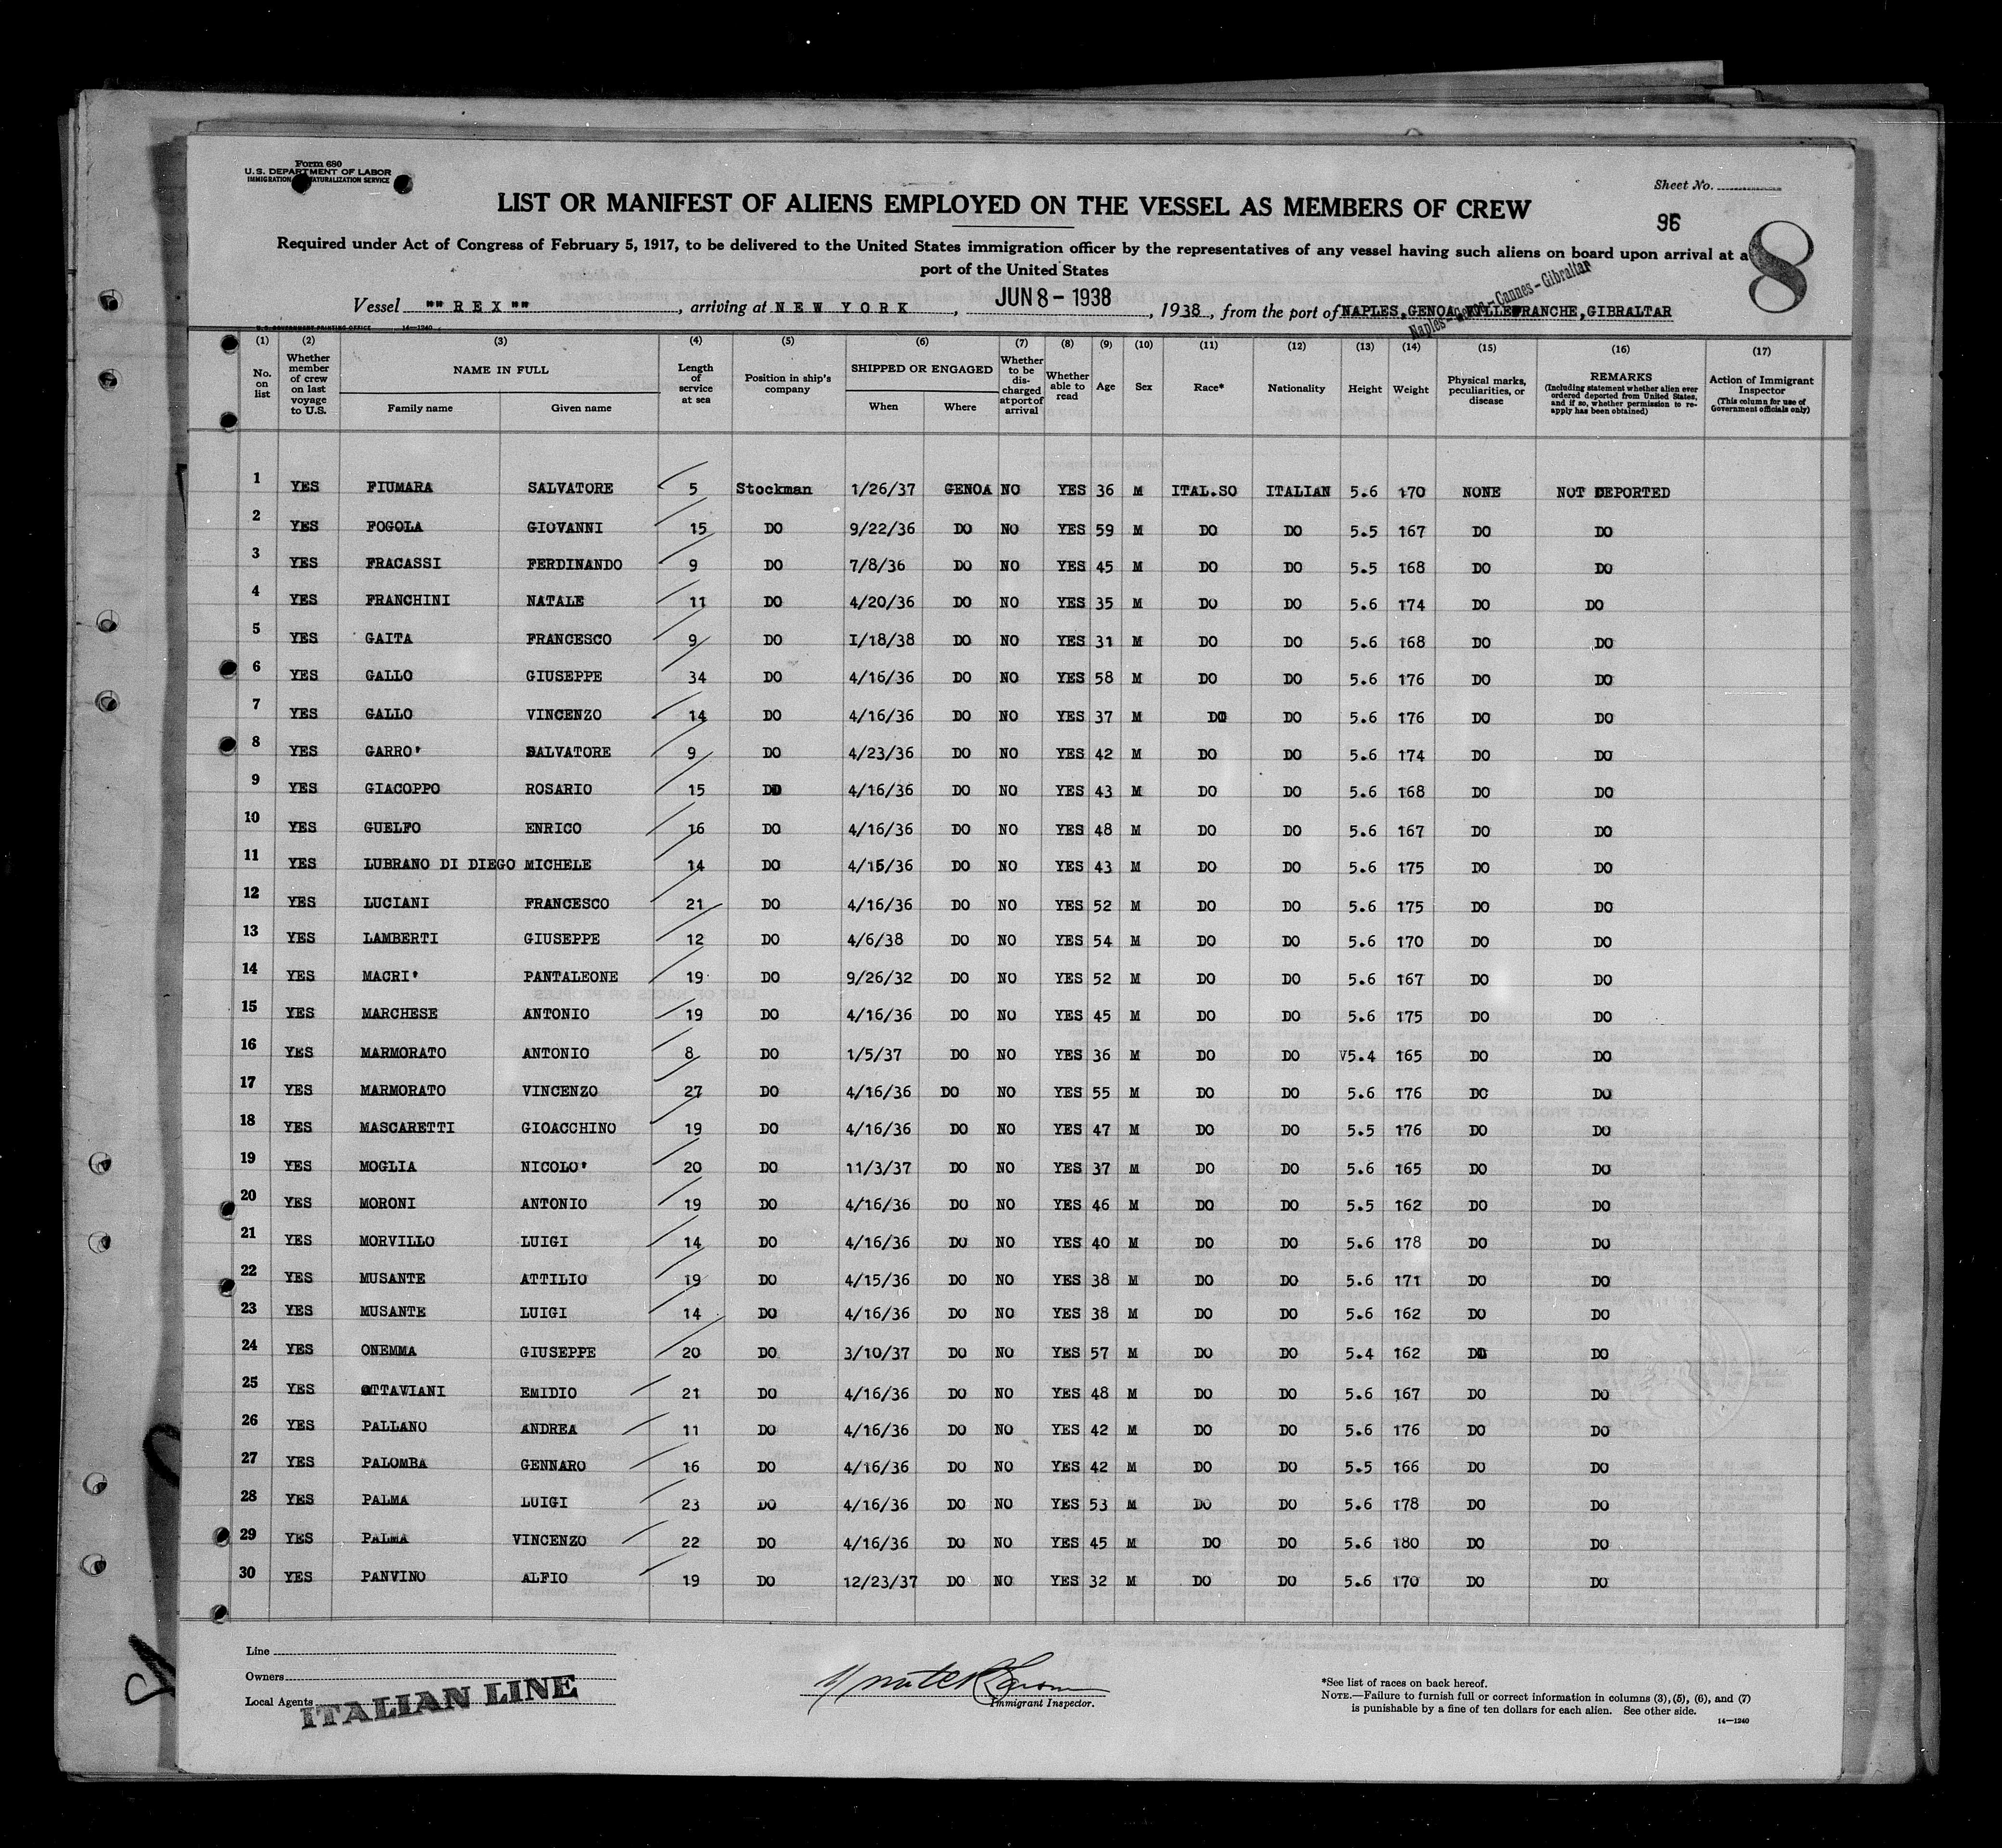 Form 680
U.S. DEPARTMENT OF LABOR
IMMIGRATION NATURALIZATION SERVICE
Sheet No.
LIST OR MANIFEST OF ALIENS EMPLOYED ON THE VESSEL AS MEMBERS OF CREW
96
8
Required under Act of Congress of February 5, 1917, to be delivered to the United States immigration officer by the representatives of any vessel having such aliens on board upon arrival at a
port of the United States
Naples - Genoa - Cannes - Gibraltar
Vessel "" REX "", arriving at NEW YORK, JUN 8 - 1938, 1938, from the port of NAPLES, GENOA, VILLEFRANCHE, GIBRALTAR
U.S. GOVERNMENT PRINTING OFFICE 14-1240
(1) No. on list
(2) Whether member of crew on last voyage to U.S.
(3) NAME IN FULL Family name Given name
(4) Length of service at sea
(5) Position in ship's company
(6) SHIPPED OR ENGAGED When Where
(7) Whether to be discharged at port of arrival
(8) Whether able to read
(9) Age
(10) Sex
(11) Race*
(12) Nationality
(13) Height
(14) Weight
(15) Physical marks, peculiarities, or disease
(16) REMARKS (Including statement whether alien ever ordered deported from United States, and if so, whether permission to re-apply has been obtained)
(17) Action of Immigrant Inspector (This column for use of Government officials only)
1 YES FIUMARA SALVATORE 5 Stockman 1/26/37 GENOA NO YES 36 M ITAL.SO ITALIAN 5.6 170 NONE NOT DEPORTED
2 YES FOGOLA GIOVANNI 15 DO 9/22/36 DO NO YES 59 M DO DO 5.5 167 DO DO
3 YES FRACASSI FERDINANDO 9 DO 7/8/36 DO NO YES 45 M DO DO 5.5 168 DO DO
4 YES FRANCHINI NATALE 11 DO 4/20/36 DO NO YES 35 M DO DO 5.6 174 DO DO
5 YES GAITA FRANCESCO 9 DO I/18/38 DO NO YES 31 M DO DO 5.6 168 DO DO
6 YES GALLO GIUSEPPE 34 DO 4/16/36 DO NO YES 58 M DO DO 5.6 176 DO DO
7 YES GALLO VINCENZO 14 DO 4/16/36 DO NO YES 37 M DO DO 5.6 176 DO DO
8 YES GARRO' SALVATORE 9 DO 4/23/36 DO NO YES 42 M DO DO 5.6 174 DO DO
9 YES GIACOPPO ROSARIO 15 DO 4/16/36 DO NO YES 43 M DO DO 5.6 168 DO DO
10 YES GUELFO ENRICO 16 DO 4/16/36 DO NO YES 48 M DO DO 5.6 167 DO DO
11 YES LUBRANO DI DIEGO MICHELE 14 DO 4/15/36 DO NO YES 43 M DO DO 5.6 175 DO DO
12 YES LUCIANI FRANCESCO 21 DO 4/16/36 DO NO YES 52 M DO DO 5.6 175 DO DO
13 YES LAMBERTI GIUSEPPE 12 DO 4/6/38 DO NO YES 54 M DO DO 5.6 170 DO DO
14 YES MACRI' PANTALEONE 19 DO 9/26/32 DO NO YES 52 M DO DO 5.6 167 DO DO
15 YES MARCHESE ANTONIO 19 DO 4/16/36 DO NO YES 45 M DO DO 5.6 175 DO DO
16 YES MARMORATO ANTONIO 8 DO 1/5/37 DO NO YES 36 M DO DO V5.4 165 DO DO
17 YES MARMORATO VINCENZO 27 DO 4/16/36 DO NO YES 55 M DO DO 5.6 176 DO DO
18 YES MASCARETTI GIOACCHINO 19 DO 4/16/36 DO NO YES 47 M DO DO 5.5 176 DO DO
19 YES MOGLIA NICOLO' 20 DO 11/3/37 DO NO YES 37 M DO DO 5.6 165 DO DO
20 YES MORONI ANTONIO 19 DO 4/16/36 DO NO YES 46 M DO DO 5.5 162 DO DO
21 YES MORVILLO LUIGI 14 DO 4/16/36 DO NO YES 40 M DO DO 5.6 178 DO DO
22 YES MUSANTE ATTILIO 19 DO 4/15/36 DO NO YES 38 M DO DO 5.6 171 DO DO
23 YES MUSANTE LUIGI 14 DO 4/16/36 DO NO YES 38 M DO DO 5.6 162 DO DO
24 YES ONEMMA GIUSEPPE 20 DO 3/10/37 DO NO YES 57 M DO DO 5.4 162 DO DO
25 YES OTTAVIANI EMIDIO 21 DO 4/16/36 DO NO YES 48 M DO DO 5.6 167 DO DO
26 YES PALLANO ANDREA 11 DO 4/16/36 DO NO YES 42 M DO DO 5.6 176 DO DO
27 YES PALOMBA GENNARO 16 DO 4/16/36 DO NO YES 42 M DO DO 5.5 166 DO DO
28 YES PALMA LUIGI 23 DO 4/16/36 DO NO YES 53 M DO DO 5.6 178 DO DO
29 YES PALMA VINCENZO 22 DO 4/16/36 DO NO YES 45 M DO DO 5.6 180 DO DO
30 YES PANVINO ALFIO 19 DO 12/23/37 DO NO YES 32 M DO DO 5.6 170 DO DO
Line
Owners
Local Agents
ITALIAN LINE
Immigrant Inspector.
*See list of races on back hereof.
NOTE.—Failure to furnish full or correct information in columns (3), (5), (6), and (7)
is punishable by a fine of ten dollars for each alien. See other side.
14—1240